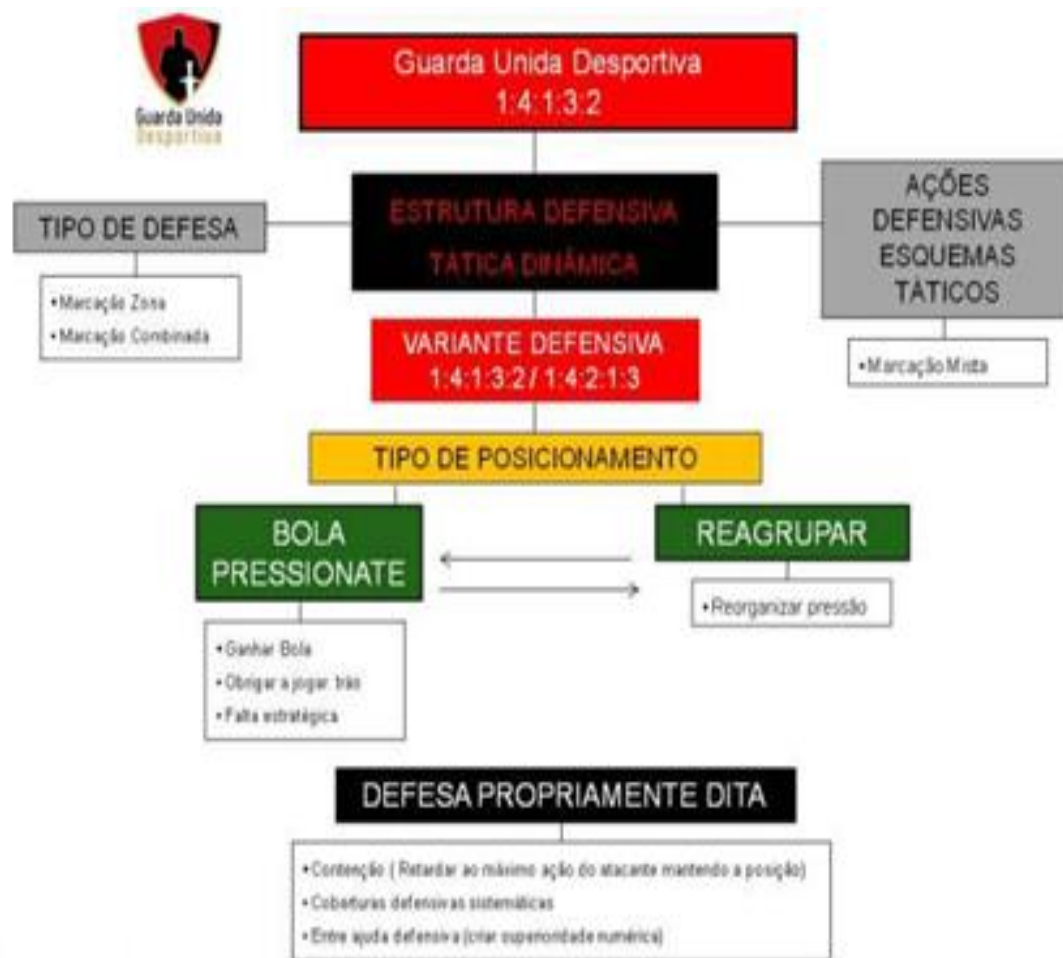 Guarda Unida
Desportiva
Guarda Unida Desportiva
1:4:1:3:2
ESTRUTURA DEFENSIVA
TÁTICA DINÂMICA
TIPO DE DEFESA
•Marcação Zona
•Marcação Combinada
AÇÕES
DEFENSIVAS
ESQUEMAS
TÁTICOS
•Marcação Mista
VARIANTE DEFENSIVA
1:4:1:3:2 / 1:4:2:1:3
TIPO DE POSICIONAMENTO
BOLA
PRESSIONATE
•Ganhar Bola
•Obrigar a jogar trás
•Falta estratégica
REAGRUPAR
•Reorganizar pressão
DEFESA PROPRIAMENTE DITA
•Contenção ( Retardar ao máximo ação do atacante mantendo a posição)
•Coberturas defensivas sistemáticas
•Entre ajuda defensiva (criar superioridade numérica)